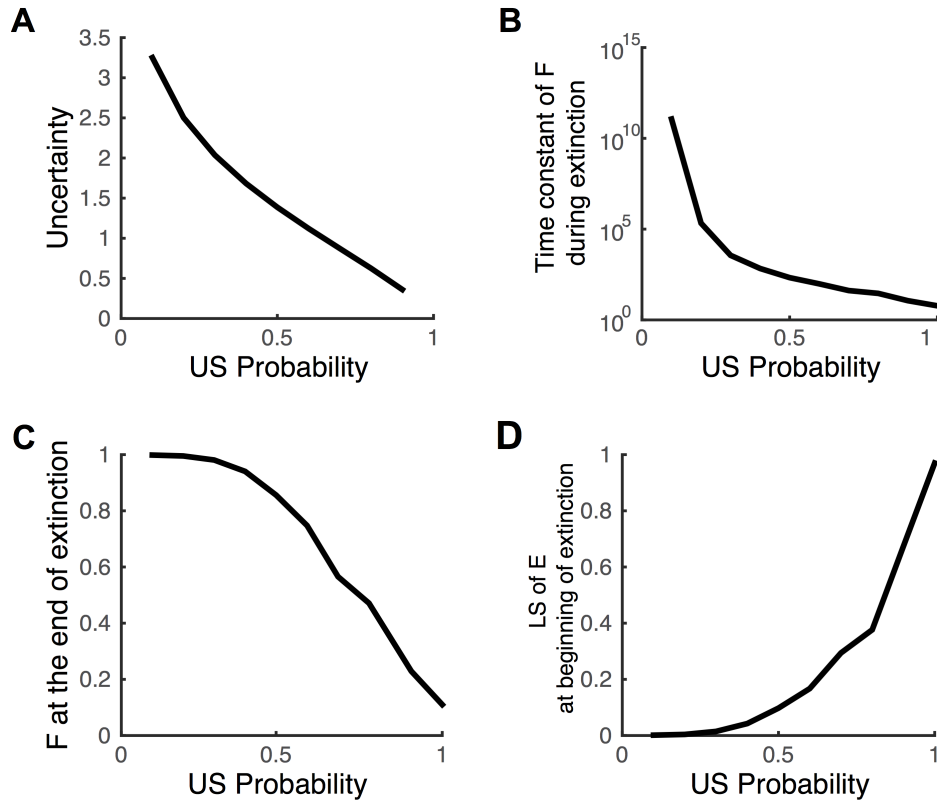 A
Uncertainty
3.5
3
2.5
2
1.5
1
0.5
0
0
0.5
1
US Probability
B
Time constant of F
during extinction
10^15
10^10
10^5
10^0
0
0.5
1
US Probability
C
F at the end of extinction
1
0.8
0.6
0.4
0.2
0
0
0.5
1
US Probability
D
LS of E
at beginning of extinction
1
0.8
0.6
0.4
0.2
0
0
0.5
1
US Probability